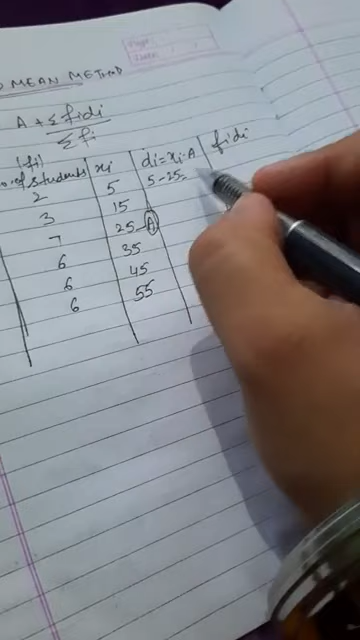 MEAN METHOD
A + Σfidi
Σfi
(fi) xi di = xi - A fidi
of students
2 5 5-25=
3 15
7 25 A
6 35
6 45
6 55